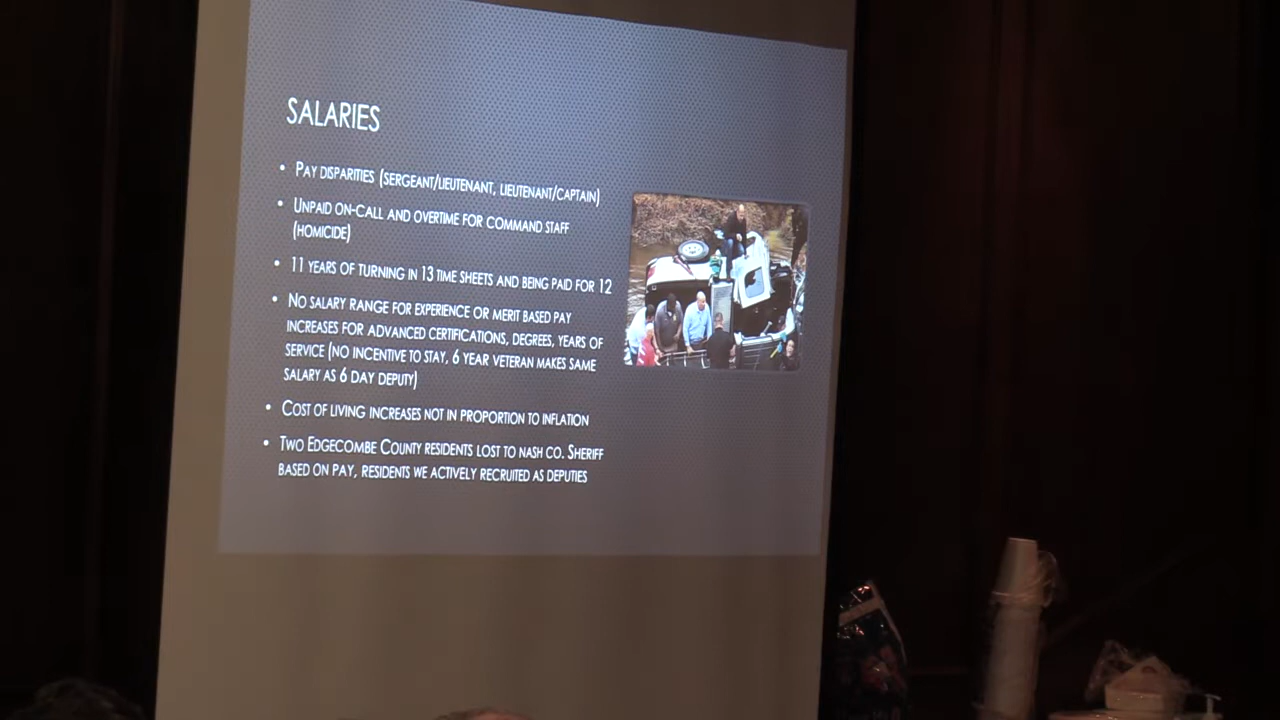 SALARIES
• PAY DISPARITIES (SERGEANT/LIEUTENANT, LIEUTENANT/CAPTAIN)
• UNPAID ON-CALL AND OVERTIME FOR COMMAND STAFF
(HOMICIDE)
• 11 YEARS OF TURNING IN 13 TIME SHEETS AND BEING PAID FOR 12
• NO SALARY RANGE FOR EXPERIENCE OR MERIT BASED PAY
INCREASES FOR ADVANCED CERTIFICATIONS, DEGREES, YEARS OF
SERVICE (NO INCENTIVE TO STAY, 6 YEAR VETERAN MAKES SAME
SALARY AS 6 DAY DEPUTY)
• COST OF LIVING INCREASES NOT IN PROPORTION TO INFLATION
• TWO EDGECOMBE COUNTY RESIDENTS LOST TO NASH CO. SHERIFF
BASED ON PAY, RESIDENTS WE ACTIVELY RECRUITED AS DEPUTIES